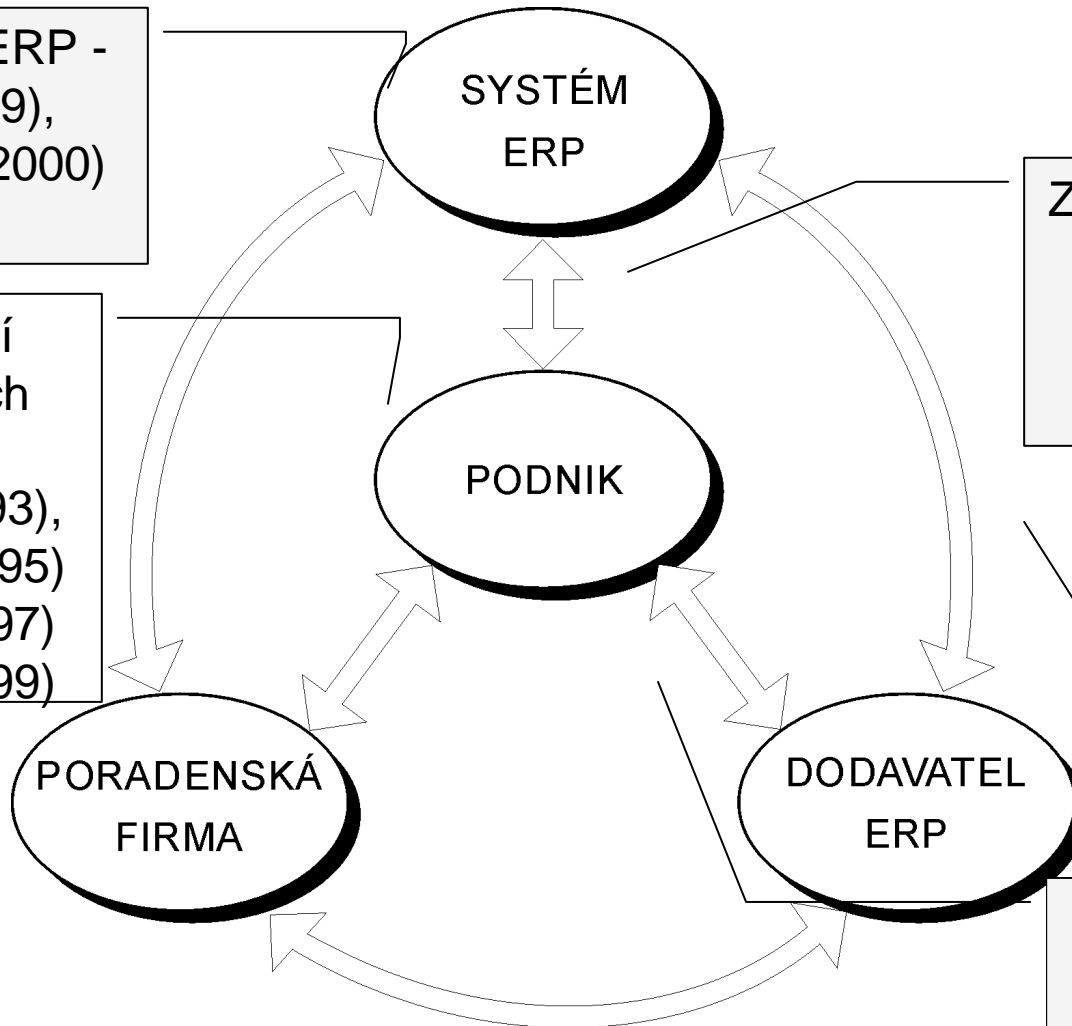 ERP -
9),
2000)
SYSTÉM
ERP
Z
í
ch
93),
95)
97)
99)
PODNIK
PORADENSKÁ
FIRMA
DODAVATEL
ERP